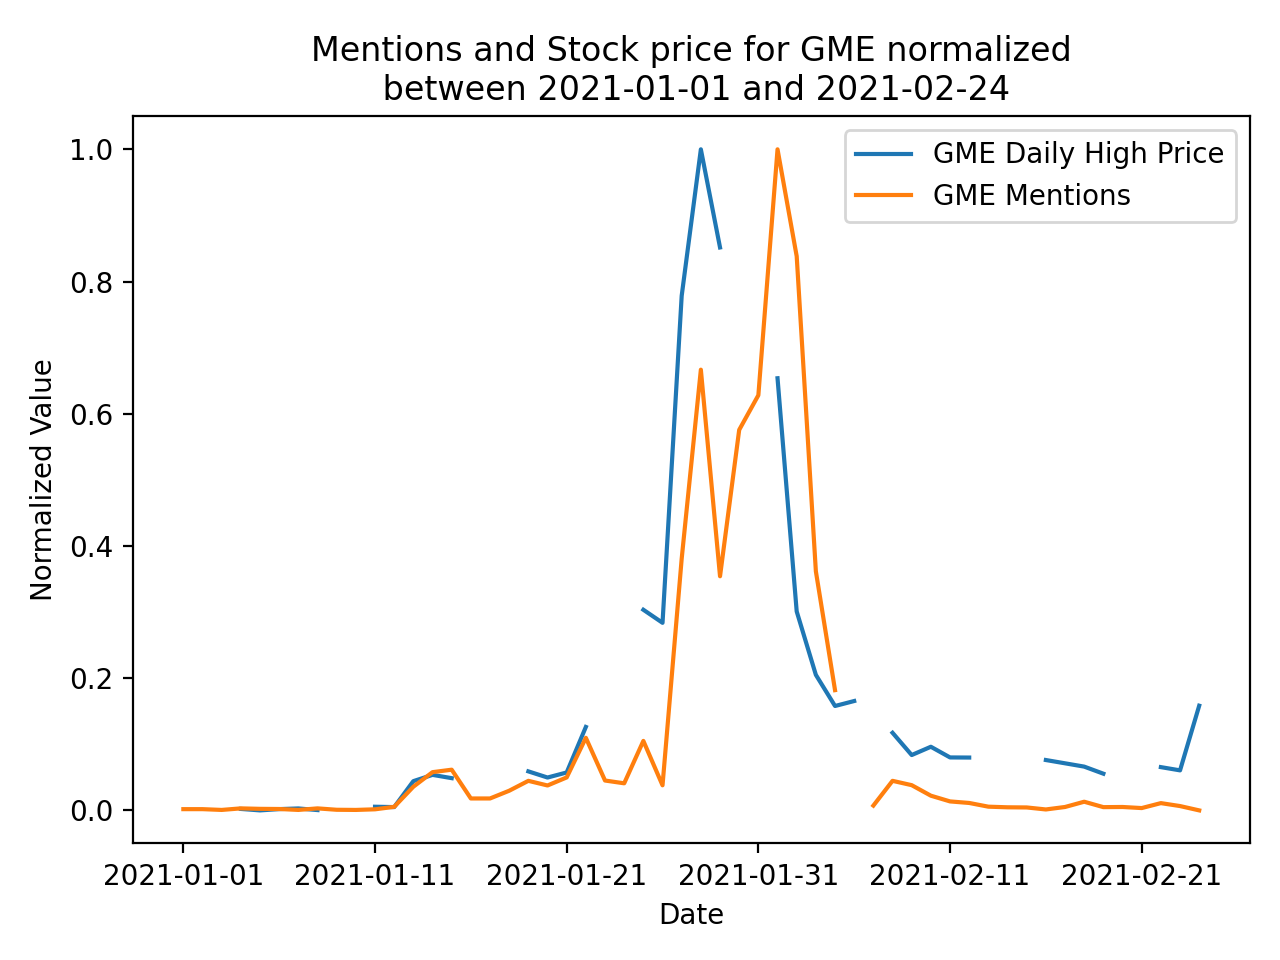 Mentions and Stock price for GME normalized
between 2021-01-01 and 2021-02-24
GME Daily High Price
GME Mentions
1.0
0.8
0.6
0.4
0.2
0.0
Normalized Value
2021-01-01 2021-01-11 2021-01-21 2021-01-31 2021-02-11 2021-02-21
Date